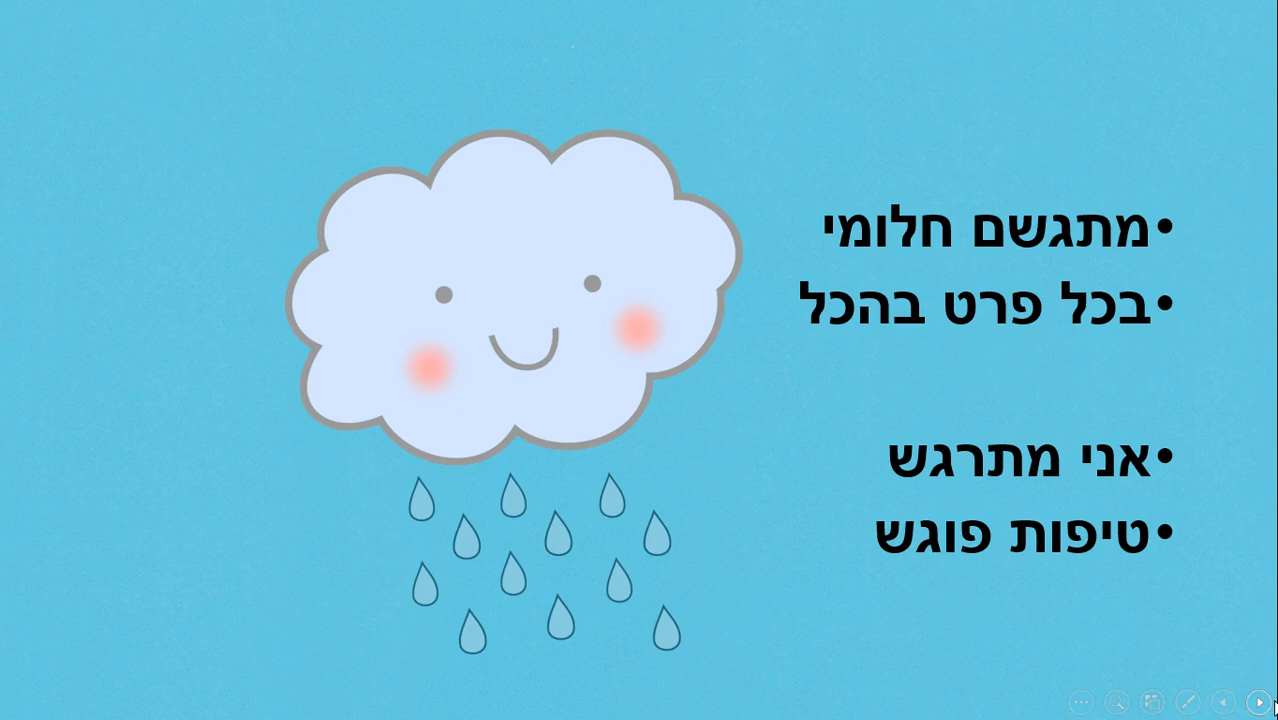 •מתגשם חלומי
•בכל פרט בהכל
•אני מתרגש
•טיפות פוגש